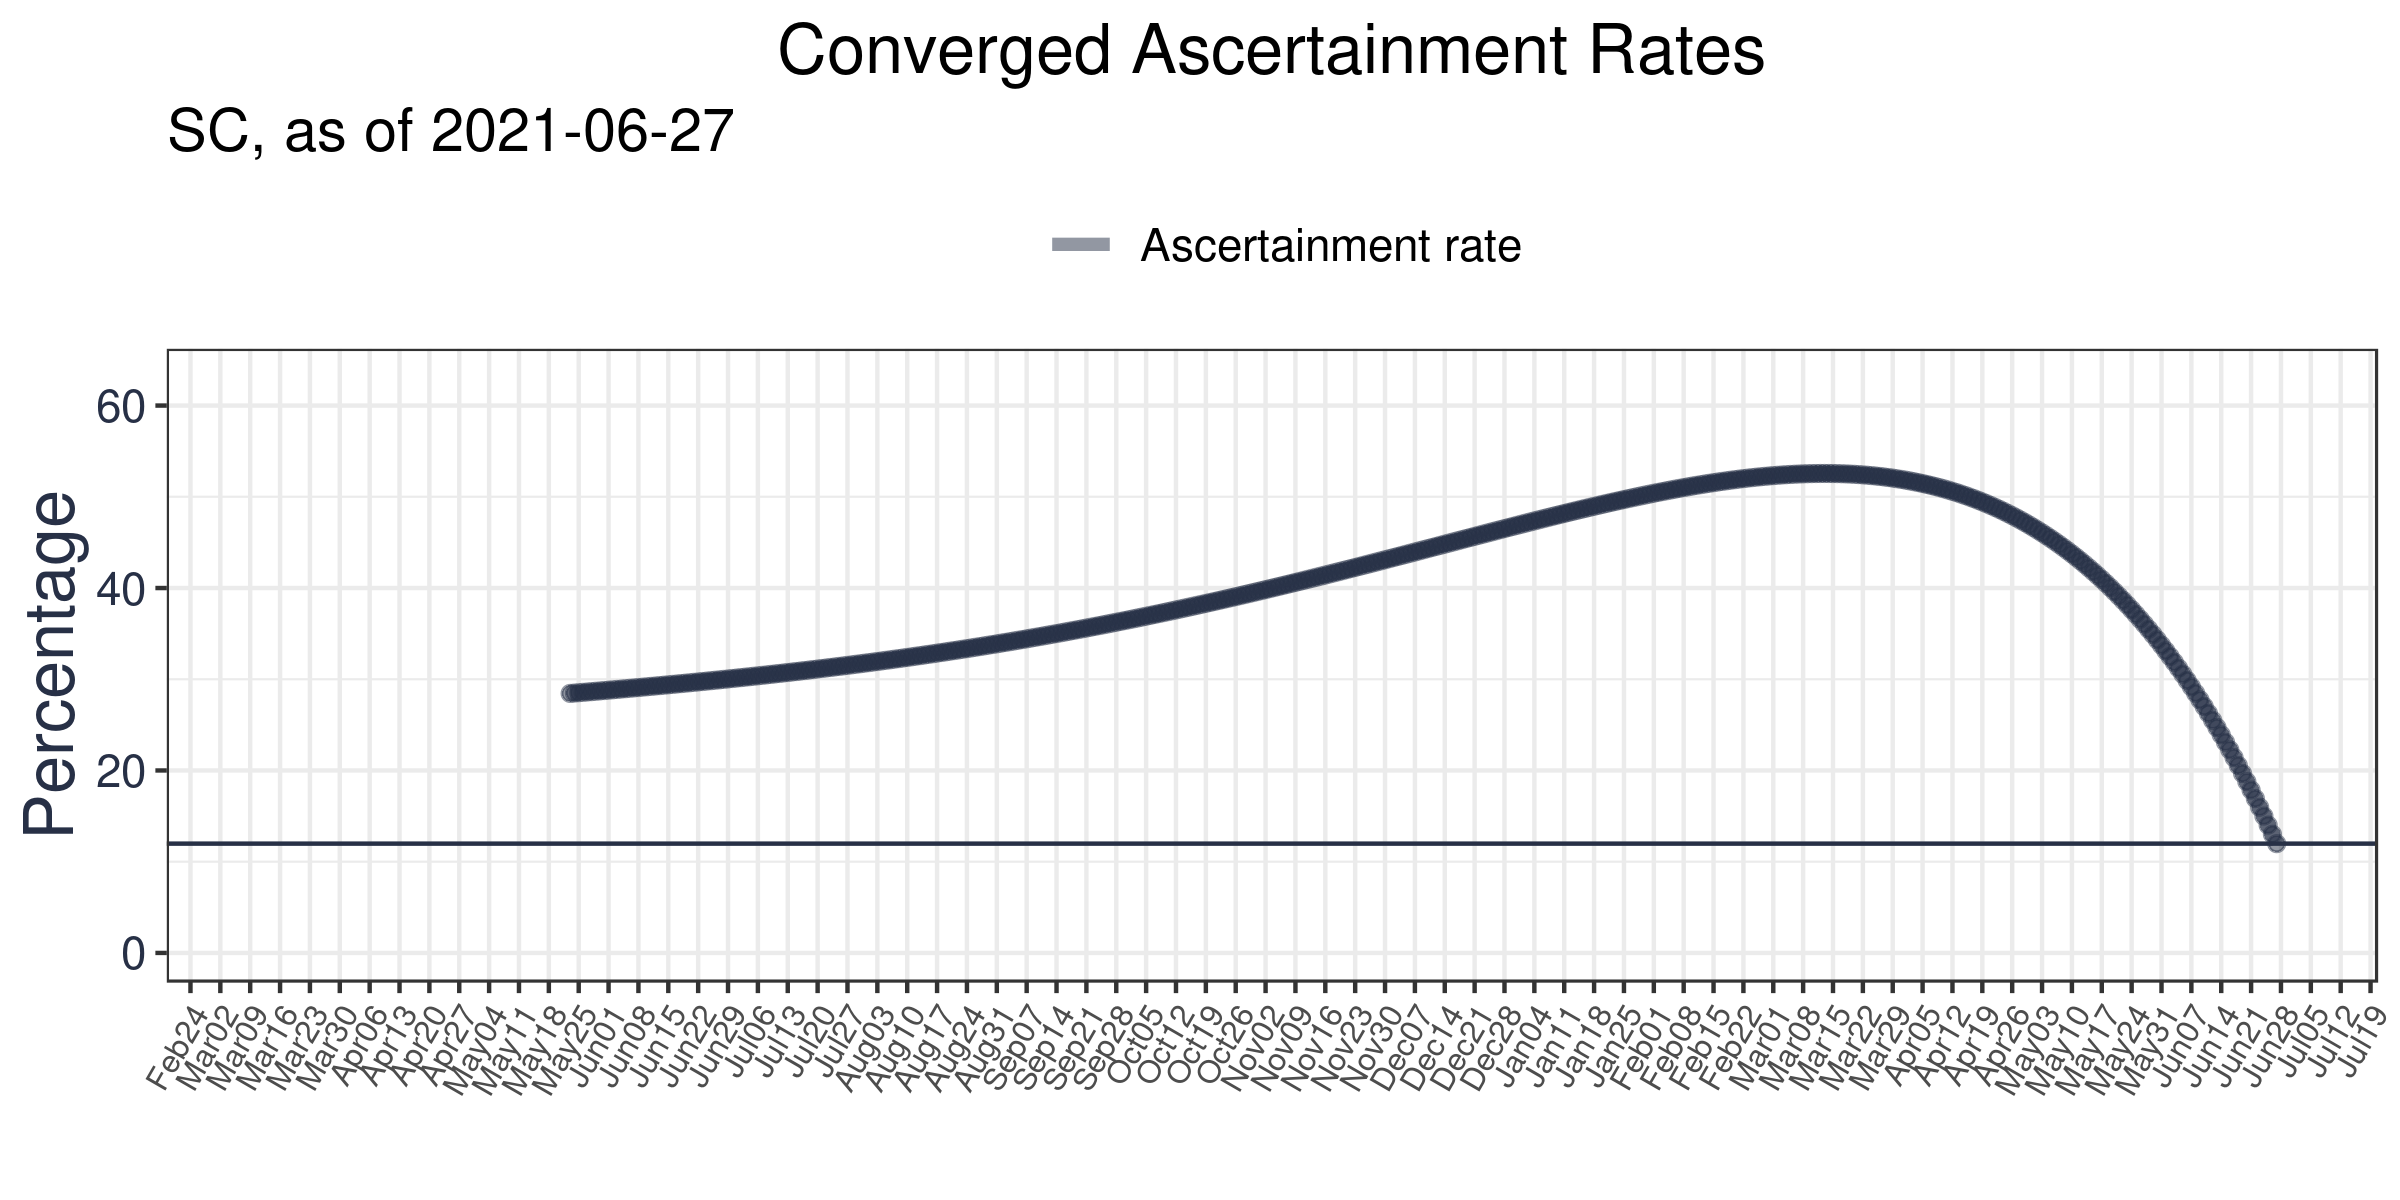 Converged Ascertainment Rates
SC, as of 2021-06-27
Ascertainment rate
Percentage
60
40
20
0
Feb24
Mar02
Mar09
Mar16
Mar23
Mar30
Apr06
Apr13
Apr20
Apr27
May04
May11
May18
May25
Jun01
Jun08
Jun15
Jun22
Jun29
Jul06
Jul13
Jul20
Jul27
Aug03
Aug10
Aug17
Aug24
Aug31
Sep07
Sep14
Sep21
Sep28
Oct05
Oct12
Oct19
Oct26
Nov02
Nov09
Nov16
Nov23
Nov30
Dec07
Dec14
Dec21
Dec28
Jan04
Jan11
Jan18
Jan25
Feb01
Feb08
Feb15
Feb22
Mar01
Mar08
Mar15
Mar22
Mar29
Apr05
Apr12
Apr19
Apr26
May03
May10
May17
May24
May31
Jun07
Jun14
Jun21
Jun28
Jul05
Jul12
Jul19